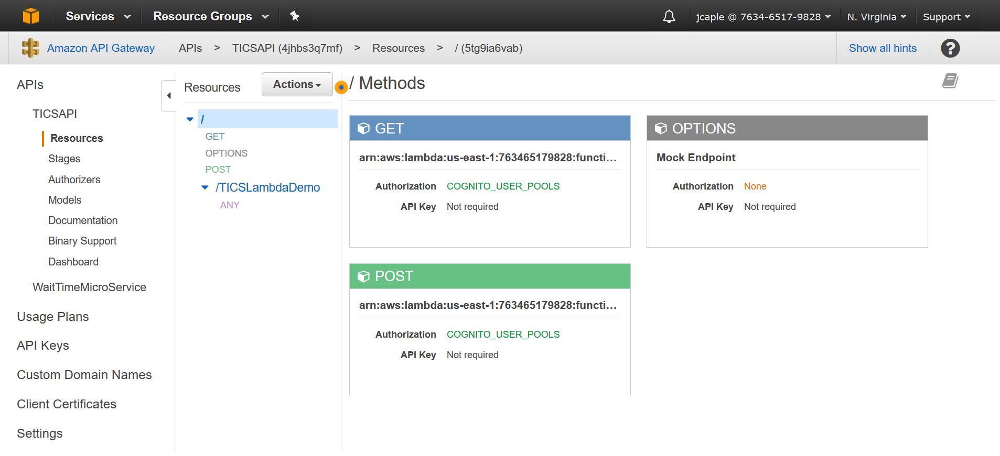 Services
Resource Groups
jcaple @ 7634-6517-9828
N. Virginia
Support
Amazon API Gateway
APIs > TICSAPI (4jhbs3q7mf) > Resources > / (5tg9ia6vab)
Show all hints
?
APIs
TICSAPI
Resources
Stages
Authorizers
Models
Documentation
Binary Support
Dashboard
WaitTimeMicroService
Usage Plans
API Keys
Custom Domain Names
Client Certificates
Settings
Resources
Actions
/
GET
OPTIONS
POST
/TICSLambdaDemo
ANY
/ Methods
GET
arn:aws:lambda:us-east-1:763465179828:functi...
Authorization COGNITO_USER_POOLS
API Key Not required
OPTIONS
Mock Endpoint
Authorization None
API Key Not required
POST
arn:aws:lambda:us-east-1:763465179828:functi...
Authorization COGNITO_USER_POOLS
API Key Not required